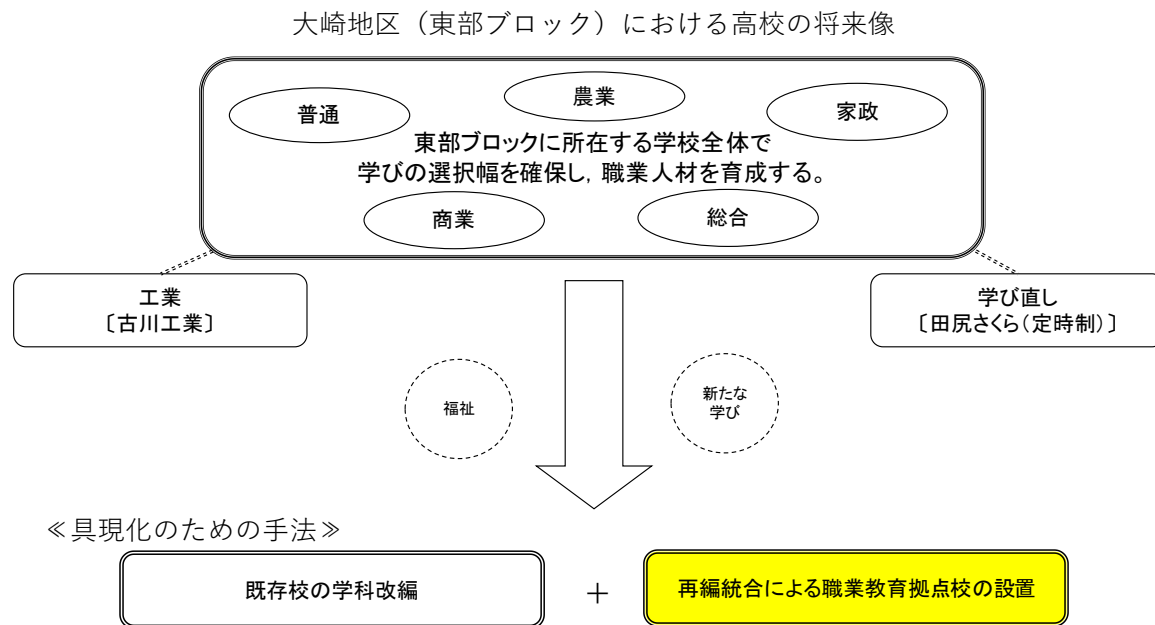 大崎地区（東部ブロック）における高校の将来像
普通
農業
家政
東部ブロックに所在する学校全体で
学びの選択幅を確保し，職業人材を育成する。
商業
総合
工業
〔古川工業〕
学び直し
〔田尻さくら（定時制）〕
福祉
新たな
学び
≪具現化のための手法≫
既存校の学科改編
＋
再編統合による職業教育拠点校の設置